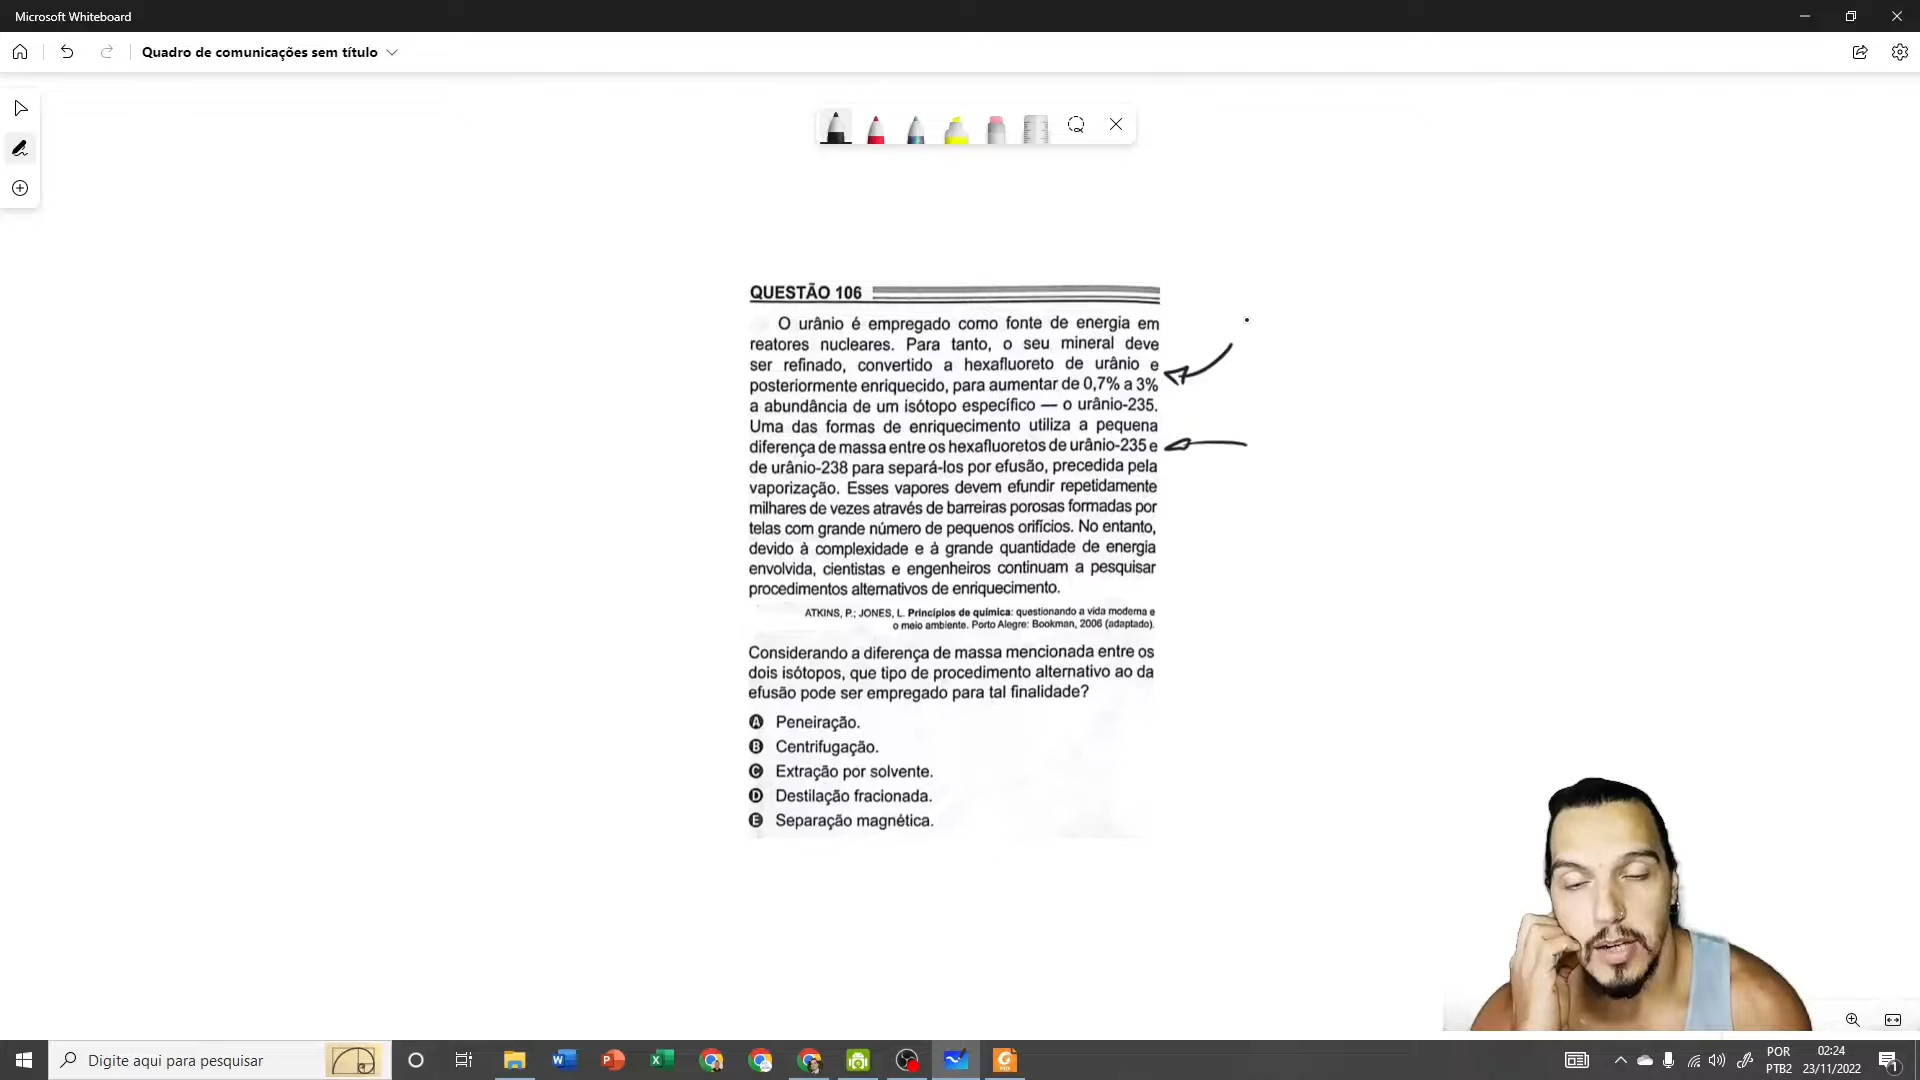 Microsoft Whiteboard
Quadro de comunicações sem título
QUESTÃO 106
O urânio é empregado como fonte de energia em
reatores nucleares. Para tanto, o seu mineral deve
ser refinado, convertido a hexafluoreto de urânio e
posteriormente enriquecido, para aumentar de 0,7% a 3%
a abundância de um isótopo específico — o urânio-235.
Uma das formas de enriquecimento utiliza a pequena
diferença de massa entre os hexafluoretos de urânio-235 e
de urânio-238 para separá-los por efusão, precedida pela
vaporização. Esses vapores devem efundir repetidamente
milhares de vezes através de barreiras porosas formadas por
telas com grande número de pequenos orifícios. No entanto,
devido à complexidade e à grande quantidade de energia
envolvida, cientistas e engenheiros continuam a pesquisar
procedimentos alternativos de enriquecimento.
ATKINS, P.; JONES, L. Princípios de química: questionando a vida moderna e
o meio ambiente. Porto Alegre: Bookman, 2006 (adaptado).
Considerando a diferença de massa mencionada entre os
dois isótopos, que tipo de procedimento alternativo ao da
efusão pode ser empregado para tal finalidade?
A Peneiração.
B Centrifugação.
C Extração por solvente.
D Destilação fracionada.
E Separação magnética.
Digite aqui para pesquisar
POR
PTB2
02:24
23/11/2022
1